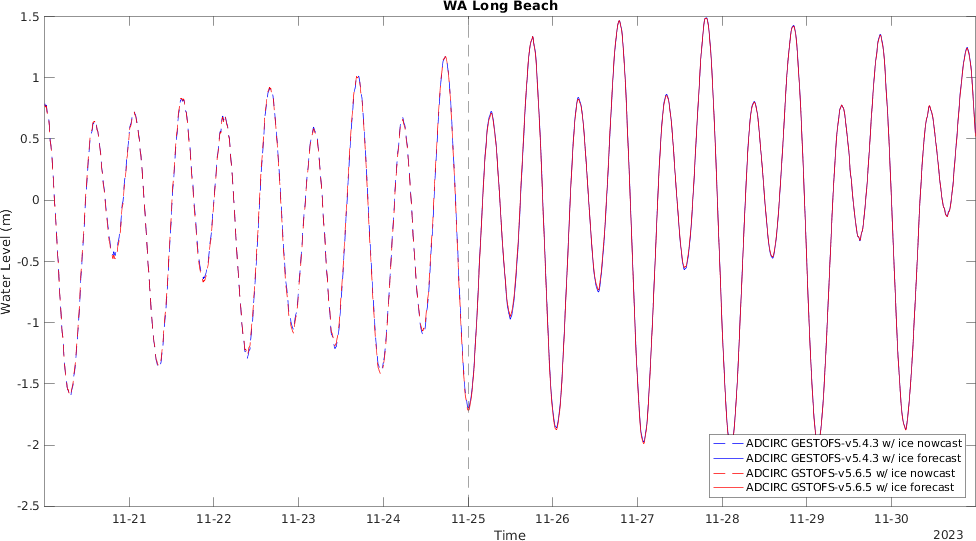 WA Long Beach
1.5
1
0.5
0
-0.5
-1
-1.5
-2
-2.5
Water Level (m)
11-21 11-22 11-23 11-24 11-25 11-26 11-27 11-28 11-29 11-30
Time
2023
ADCIRC GESTOFS-v5.4.3 w/ ice nowcast
ADCIRC GESTOFS-v5.4.3 w/ ice forecast
ADCIRC GSTOFS-v5.6.5 w/ ice nowcast
ADCIRC GSTOFS-v5.6.5 w/ ice forecast